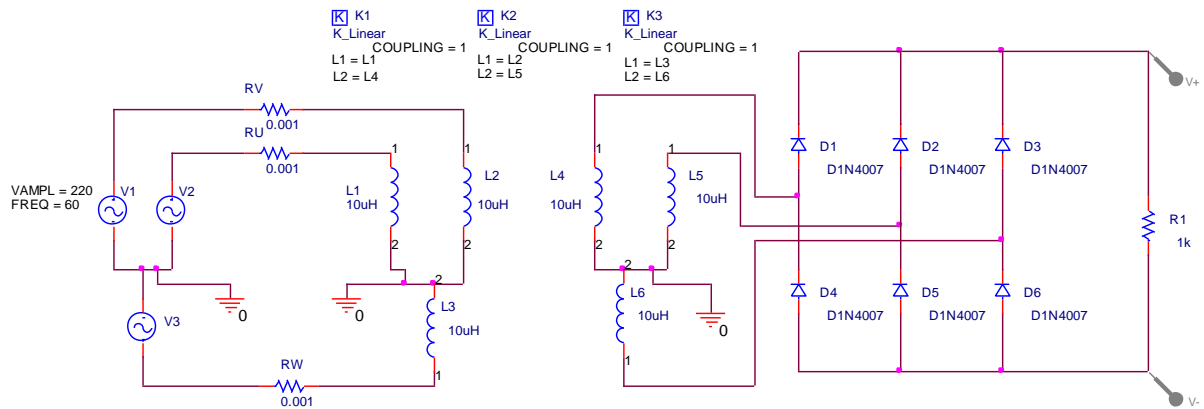 K K1
K_Linear
COUPLING = 1
L1 = L1
L2 = L4
K K2
K_Linear
COUPLING = 1
L1 = L2
L2 = L5
K K3
K_Linear
COUPLING = 1
L1 = L3
L2 = L6
V+
RV
0.001
RU
0.001
VAMPL = 220
FREQ = 60
V1
V2
1
L1
10uH
2
1
L2
10uH
2
1
L4
10uH
2
1
L5
10uH
2
D1
D1N4007
D2
D1N4007
D3
D1N4007
R1
1k
0
0
V3
2
L3
10uH
1
2
L6
10uH
1
0
D4
D1N4007
D5
D1N4007
D6
D1N4007
RW
0.001
V-